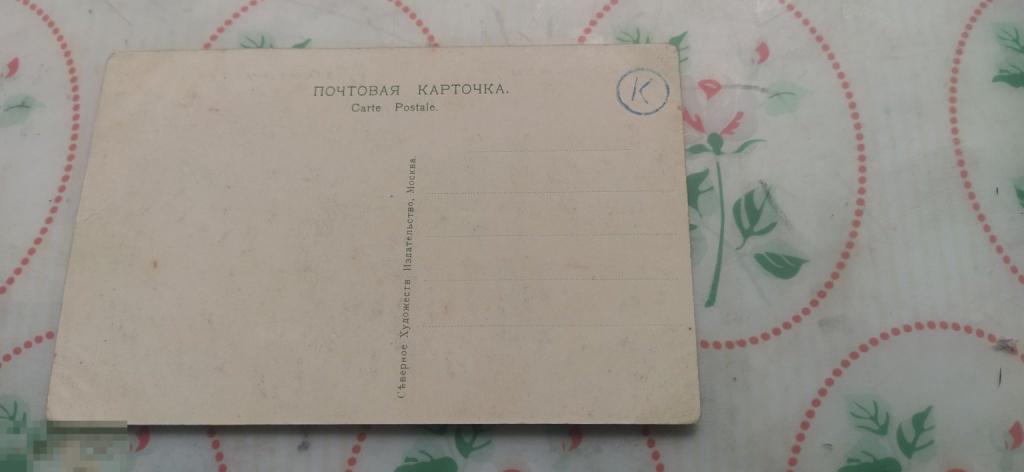 ПОЧТОВАЯ КАРТОЧКА.
Carte Postale.
К
Сѣверное Художеств Издательство, Москва.